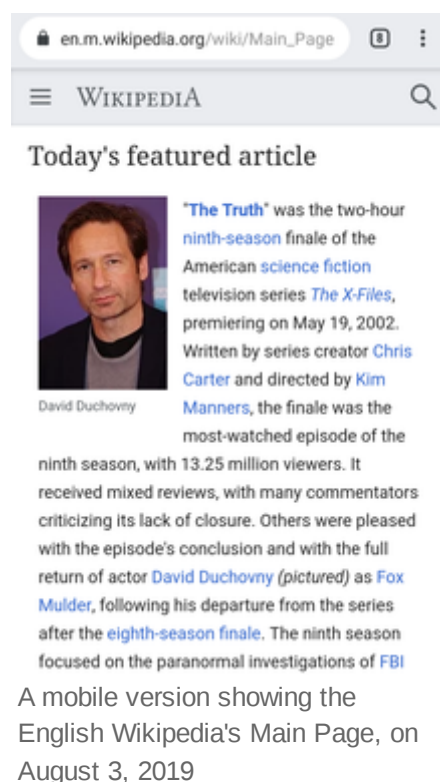 en.m.wikipedia.org/wiki/Main_Page 8
WIKIPEDIA
Today's featured article
"The Truth" was the two-hour
ninth-season finale of the
American science fiction
television series The X-Files,
premiering on May 19, 2002.
Written by series creator Chris
Carter and directed by Kim
Manners, the finale was the
most-watched episode of the
David Duchovny
ninth season, with 13.25 million viewers. It
received mixed reviews, with many commentators
criticizing its lack of closure. Others were pleased
with the episode's conclusion and with the full
return of actor David Duchovny (pictured) as Fox
Mulder, following his departure from the series
after the eighth-season finale. The ninth season
focused on the paranormal investigations of FBI
A mobile version showing the
English Wikipedia's Main Page, on
August 3, 2019